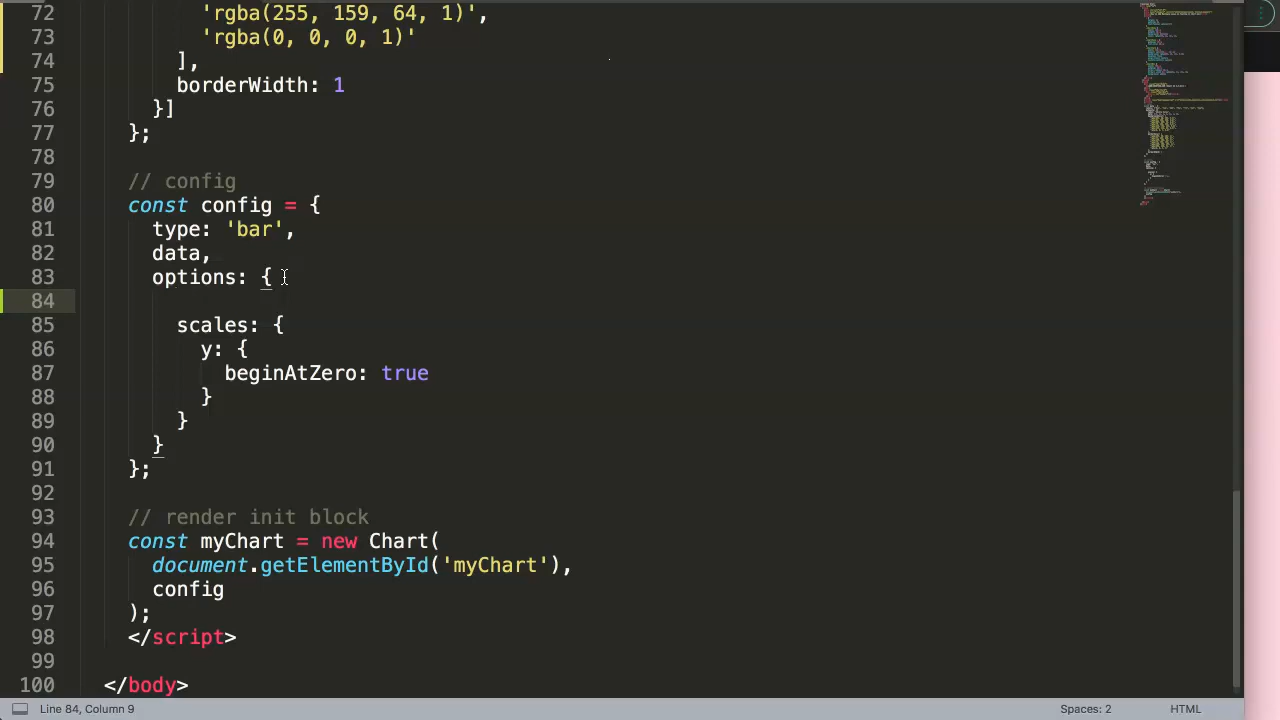 72 'rgba(255, 159, 64, 1)',
73 'rgba(0, 0, 0, 1)'
74 ],
75 borderWidth: 1
76 }]
77 };
78
79 // config
80 const config = {
81 type: 'bar',
82 data,
83 options: {
84
85 scales: {
86 y: {
87 beginAtZero: true
88 }
89 }
90 }
91 };
92
93 // render init block
94 const myChart = new Chart(
95 document.getElementById('myChart'),
96 config
97 );
98 </script>
99
100 </body>
Line 84, Column 9 Spaces: 2 HTML